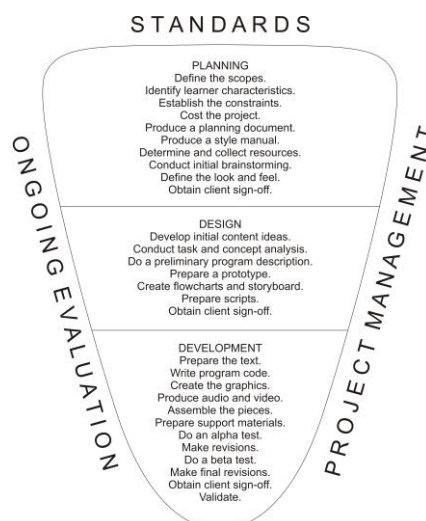 STANDARDS
ONGOING EVALUATION
PROJECT MANAGEMENT
PLANNING
Define the scopes.
Identify learner characteristics.
Establish the constraints.
Cost the project.
Produce a planning document.
Produce a style manual.
Determine and collect resources.
Conduct initial brainstorming.
Define the look and feel.
Obtain client sign-off.
DESIGN
Develop initial content ideas.
Conduct task and concept analysis.
Do a preliminary program description.
Prepare a prototype.
Create flowcharts and storyboard.
Prepare scripts.
Obtain client sign-off.
DEVELOPMENT
Prepare the text.
Write program code.
Create the graphics.
Produce audio and video.
Assemble the pieces.
Prepare support materials.
Do an alpha test.
Make revisions.
Do a beta test.
Make final revisions.
Obtain client sign-off.
Validate.